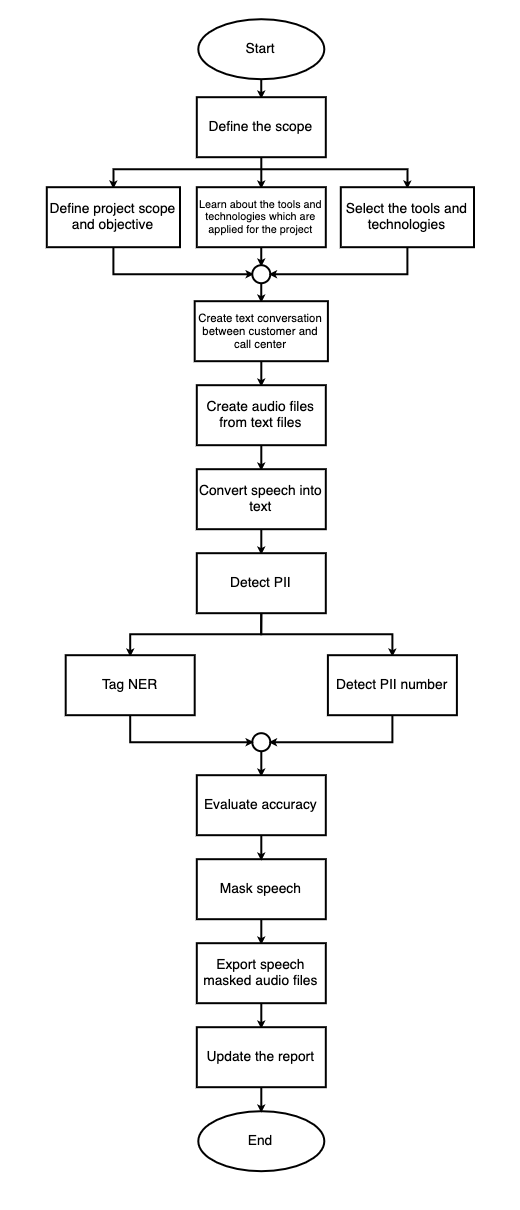 Start
Define the scope
Define project scope
and objective
Learn about the tools and
technologies which are
applied for the project
Select the tools and
technologies
Create text conversation
between customer and
call center
Create audio files
from text files
Convert speech into
text
Detect PII
Tag NER
Detect PII number
Evaluate accuracy
Mask speech
Export speech
masked audio files
Update the report
End